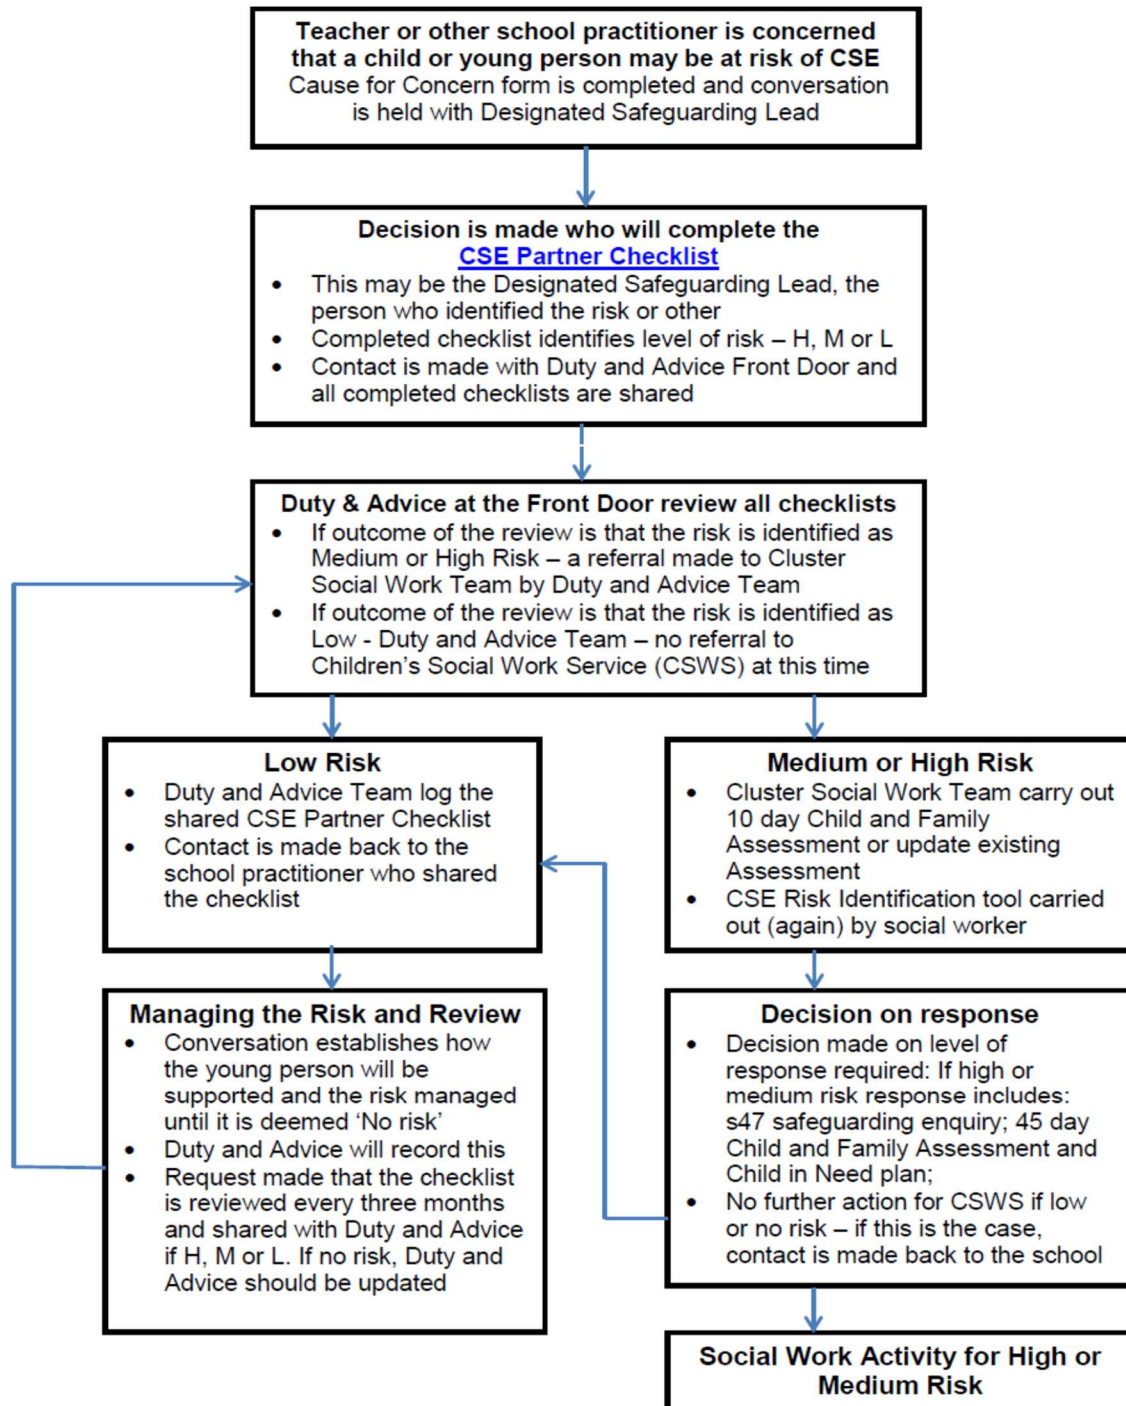 Teacher or other school practitioner is concerned
that a child or young person may be at risk of CSE
Cause for Concern form is completed and conversation
is held with Designated Safeguarding Lead
Decision is made who will complete the
CSE Partner Checklist
• This may be the Designated Safeguarding Lead, the
person who identified the risk or other
• Completed checklist identifies level of risk – H, M or L
• Contact is made with Duty and Advice Front Door and
all completed checklists are shared
Duty & Advice at the Front Door review all checklists
• If outcome of the review is that the risk is identified as
Medium or High Risk – a referral made to Cluster
Social Work Team by Duty and Advice Team
• If outcome of the review is that the risk is identified as
Low - Duty and Advice Team – no referral to
Children's Social Work Service (CSWS) at this time
Low Risk
• Duty and Advice Team log the
shared CSE Partner Checklist
• Contact is made back to the
school practitioner who shared
the checklist
Medium or High Risk
• Cluster Social Work Team carry out
10 day Child and Family
Assessment or update existing
Assessment
• CSE Risk Identification tool carried
out (again) by social worker
Managing the Risk and Review
• Conversation establishes how
the young person will be
supported and the risk managed
until it is deemed 'No risk'
• Duty and Advice will record this
• Request made that the checklist
is reviewed every three months
and shared with Duty and Advice
if H, M or L. If no risk, Duty and
Advice should be updated
Decision on response
• Decision made on level of
response required: If high or
medium risk response includes:
s47 safeguarding enquiry; 45 day
Child and Family Assessment and
Child in Need plan;
• No further action for CSWS if low
or no risk – if this is the case,
contact is made back to the school
Social Work Activity for High or
Medium Risk